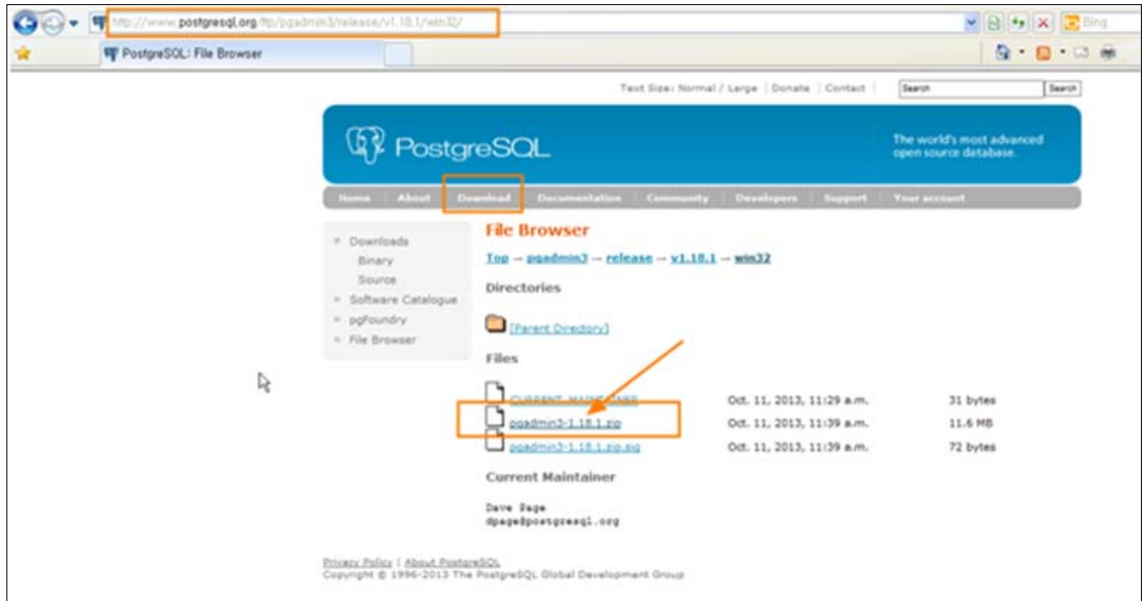 http://www.postgresql.org/ftp/pgadmin3/release/v1.18.1/win32/
Bing
PostgreSQL: File Browser
Text Size: Normal / Large | Donate | Contact |
Search
Search
PostgreSQL
The world's most advanced
open source database.
Home | About | Download | Documentation | Community | Developers | Support | Your account
» Downloads
Binary
Source
» Software Catalogue
» pgFoundry
» File Browser
File Browser
Top → pgadmin3 → release → v1.18.1 → win32
Directories
[Parent Directory]
Files
CURRENT_MAINTAINER Oct. 11, 2013, 11:29 a.m. 31 bytes
pgadmin3-1.18.1.zip Oct. 11, 2013, 11:39 a.m. 11.6 MB
pgadmin3-1.18.1.zip.sig Oct. 11, 2013, 11:39 a.m. 72 bytes
Current Maintainer
Dave Page
dpage@postgresql.org
Privacy Policy | About PostgreSQL
Copyright © 1996-2013 The PostgreSQL Global Development Group